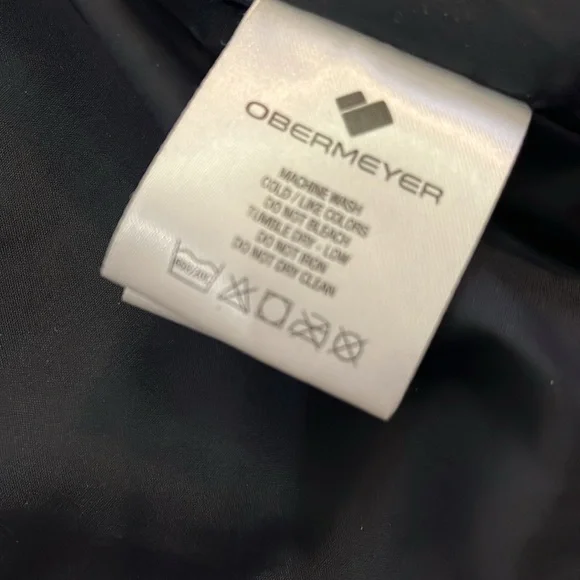 OBERMEYER
MACHINE WASH
COLD / LIKE COLORS
DO NOT BLEACH
TUMBLE DRY - LOW
DO NOT IRON
DO NOT DRY CLEAN